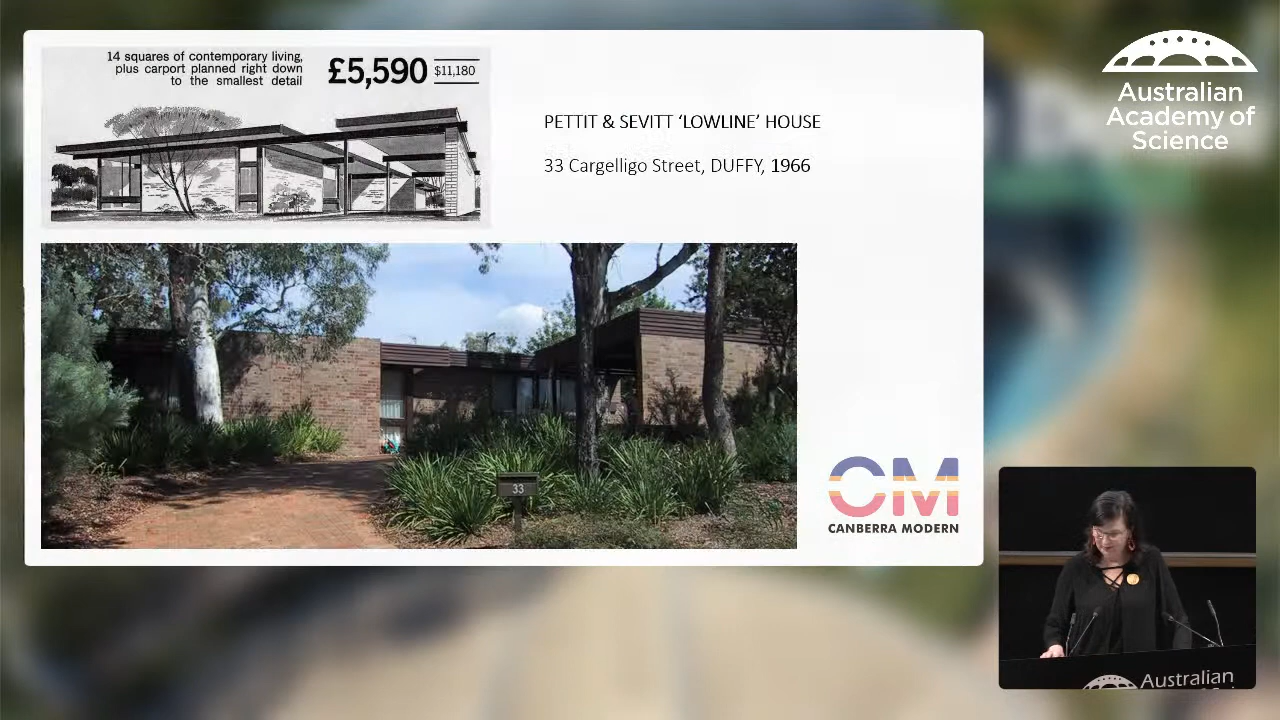 14 squares of contemporary living,
plus carport planned right down
to the smallest detail
£5,590 $11,180
PETTIT & SEVITT ‘LOWLINE’ HOUSE
33 Cargelligo Street, DUFFY, 1966
33
CM
CANBERRA MODERN
Australian
Academy of
Science
Australian